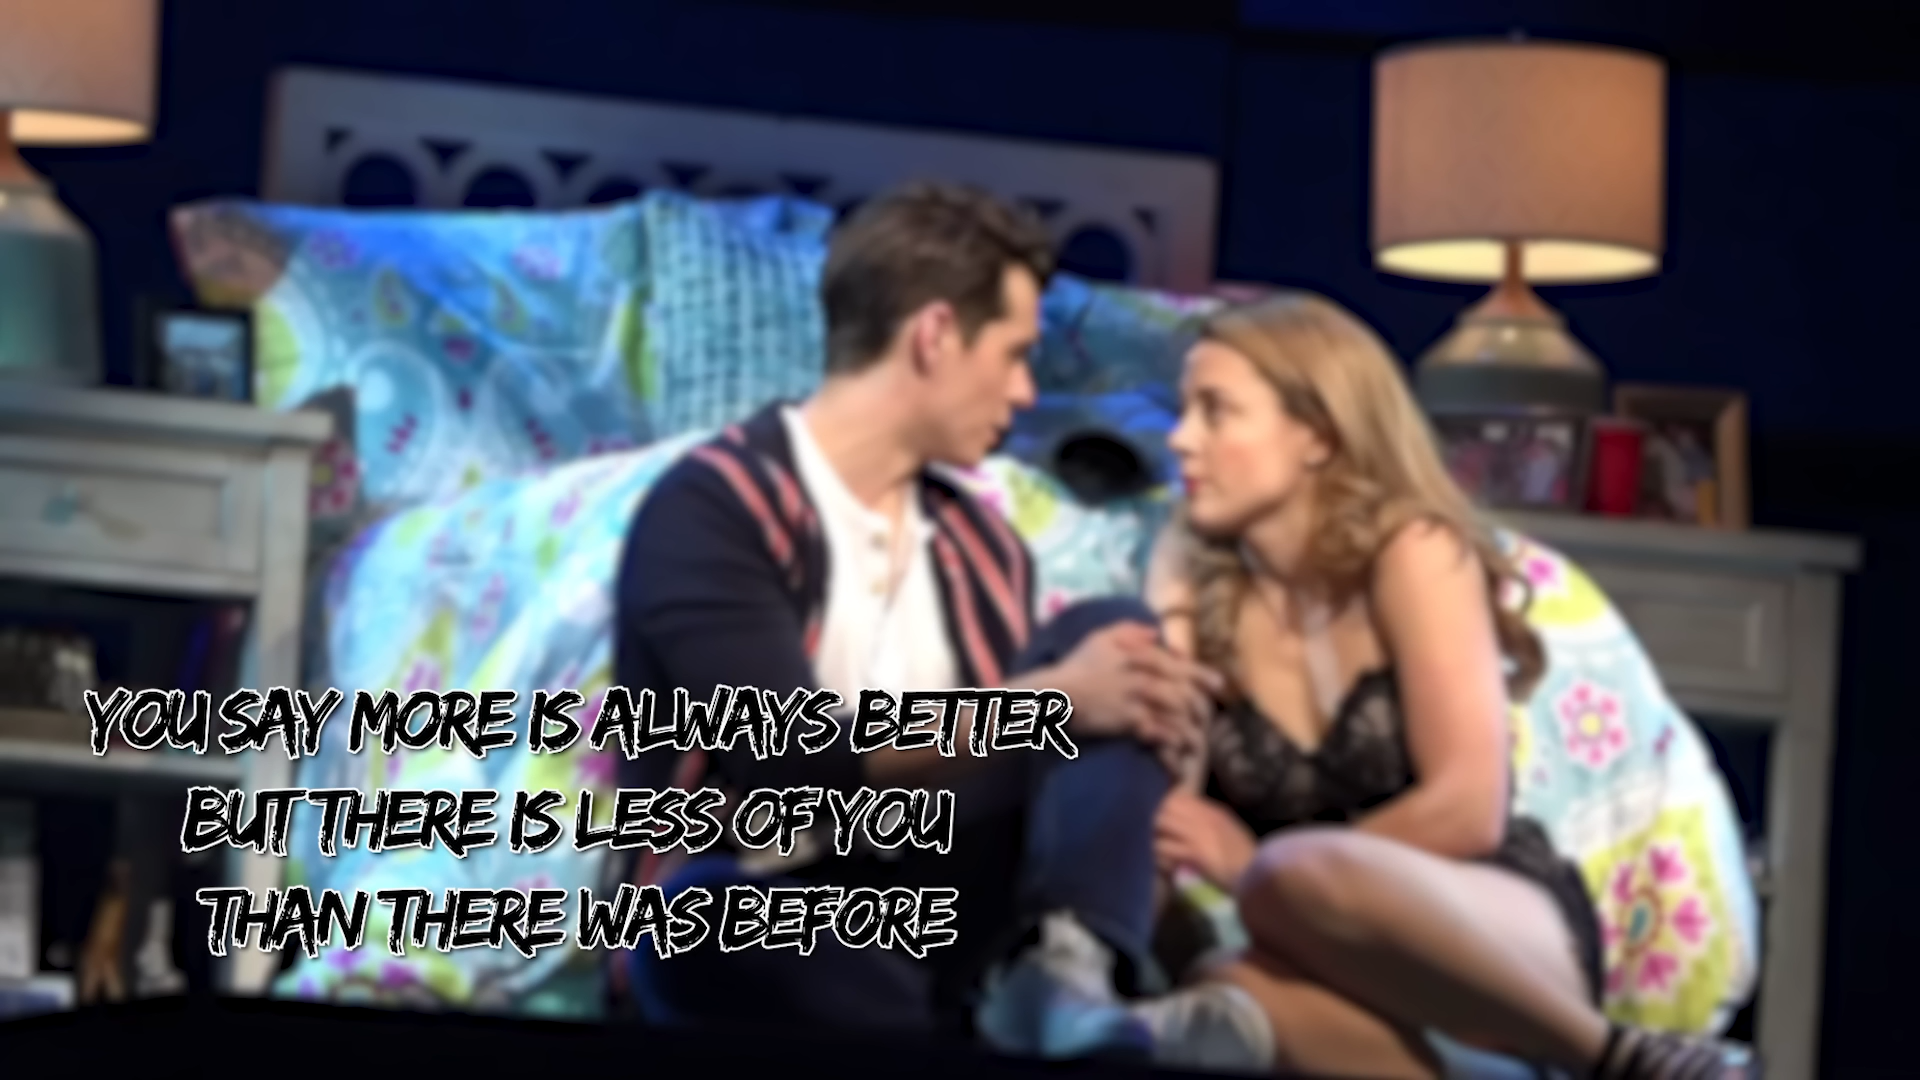 YOU SAY MORE IS ALWAYS BETTER
BUT THERE IS LESS OF YOU
THAN THERE WAS BEFORE